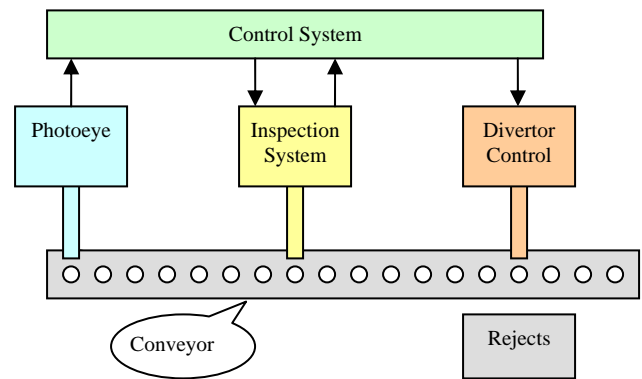 Control System
Photoeye
Inspection
System
Divertor
Control
Conveyor
Rejects